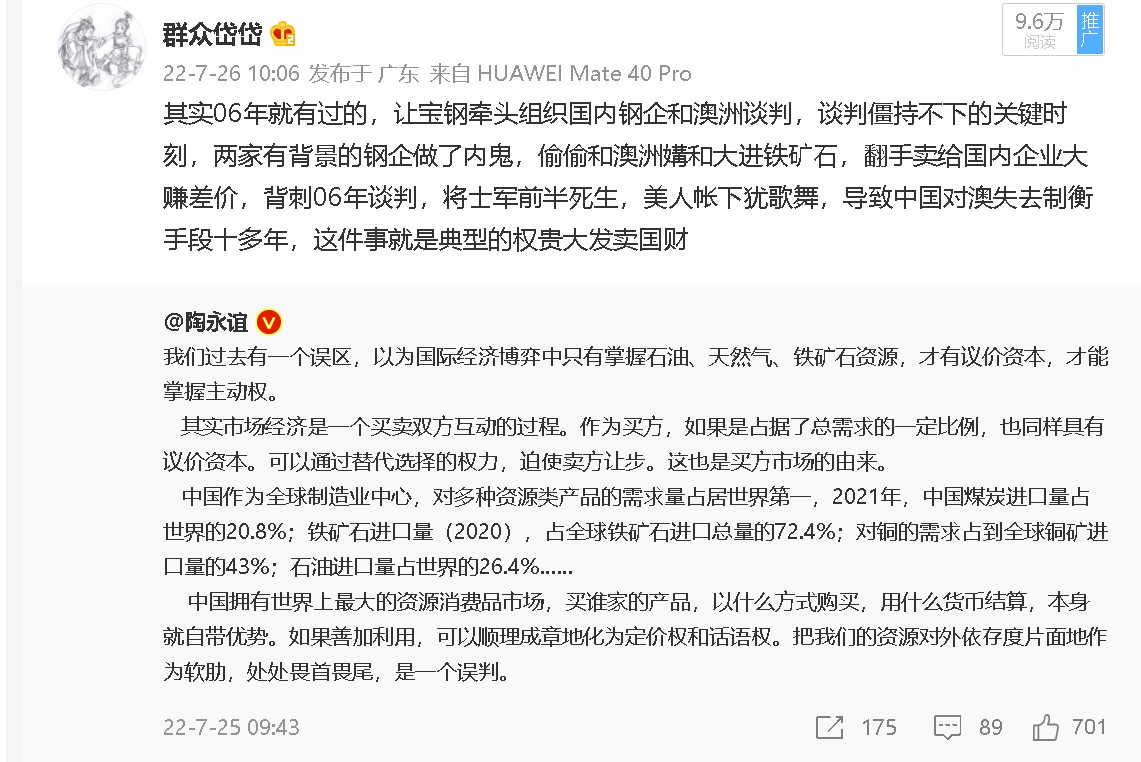 群众岱岱
9.6万
阅读
推广
22-7-26 10:06 发布于 广东 来自 HUAWEI Mate 40 Pro
其实06年就有过的，让宝钢牵头组织国内钢企和澳洲谈判，谈判僵持不下的关键时
刻，两家有背景的钢企做了内鬼，偷偷和澳洲媾和大进铁矿石，翻手卖给国内企业大
赚差价，背刺06年谈判，将士军前半死生，美人帐下犹歌舞，导致中国对澳失去制衡
手段十多年，这件事就是典型的权贵大发卖国财
@陶永谊
我们过去有一个误区，以为国际经济博弈中只有掌握石油、天然气、铁矿石资源，才有议价资本，才能
掌握主动权。
其实市场经济是一个买卖双方互动的过程。作为买方，如果是占据了总需求的一定比例，也同样具有
议价资本。可以通过替代选择的权力，迫使卖方让步。这也是买方市场的由来。
中国作为全球制造业中心，对多种资源类产品的需求量占居世界第一，2021年，中国煤炭进口量占
世界的20.8%；铁矿石进口量（2020），占全球铁矿石进口总量的72.4%；对铜的需求占到全球铜矿进
口量的43%；石油进口量占世界的26.4%......
中国拥有世界上最大的资源消费品市场，买谁家的产品，以什么方式购买，用什么货币结算，本身
就自带优势。如果善加利用，可以顺理成章地化为定价权和话语权。把我们的资源对外依存度片面地作
为软肋，处处畏首畏尾，是一个误判。
22-7-25 09:43
175
89
701